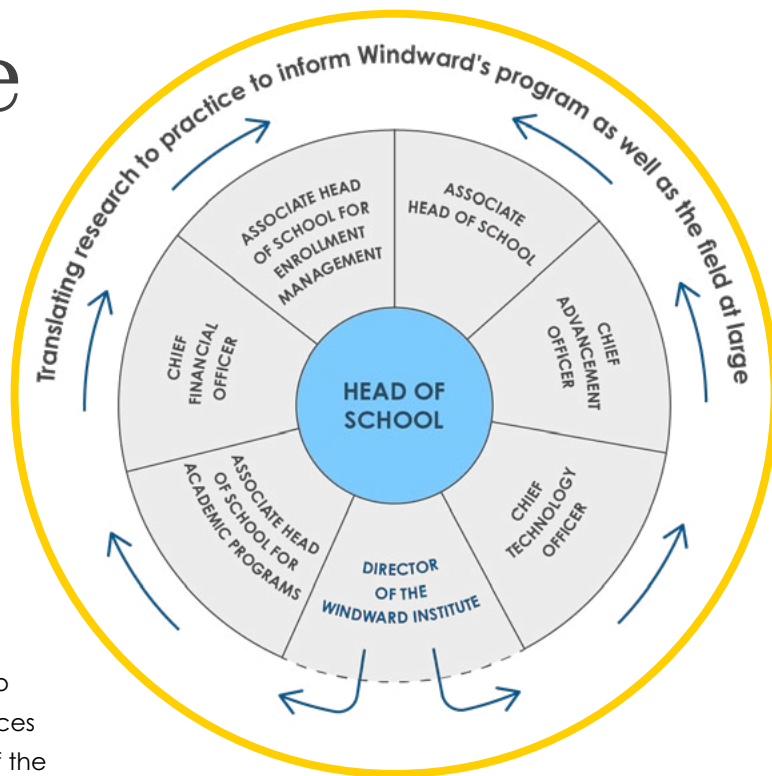 e
Translating research to practice to inform Windward's program as well as the field at large
ASSOCIATE HEAD
OF SCHOOL FOR
ENROLLMENT
MANAGEMENT
ASSOCIATE
HEAD OF SCHOOL
CHIEF
FINANCIAL
OFFICER
CHIEF
ADVANCEMENT
OFFICER
HEAD OF
SCHOOL
ASSOCIATE HEAD
OF SCHOOL FOR
ACADEMIC PROGRAMS
CHIEF
TECHNOLOGY
OFFICER
DIRECTOR
OF THE
WINDWARD INSTITUTE
ces
the